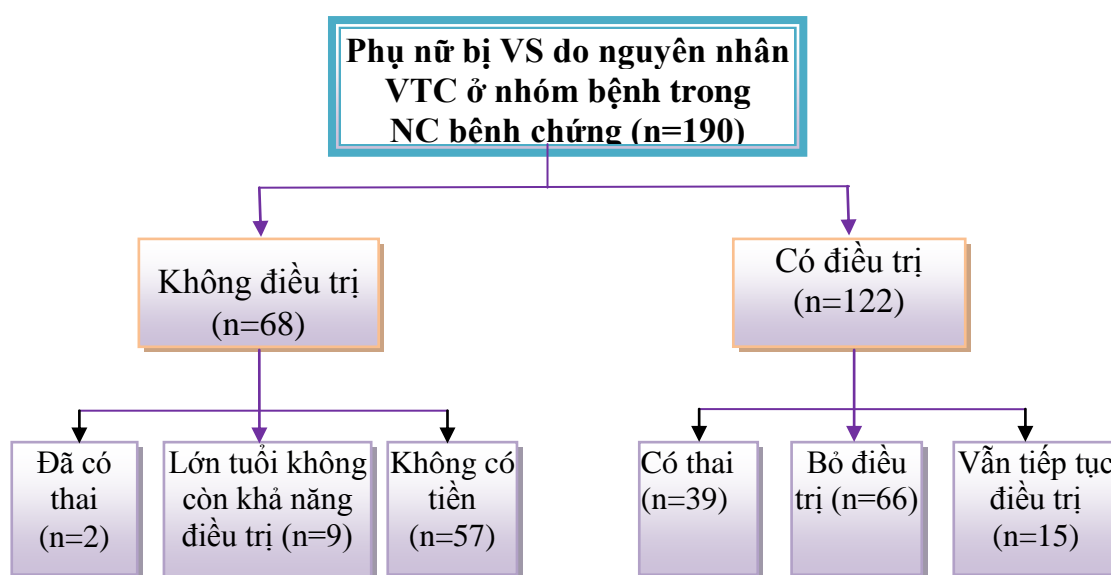 Phụ nữ bị VS do nguyên nhân
VTC ở nhóm bệnh trong
NC bệnh chứng (n=190)
Không điều trị
(n=68)
Có điều trị
(n=122)
Đã có
thai
(n=2)
Lớn tuổi không
còn khả năng
điều trị (n=9)
Không có
tiền
(n=57)
Có thai
(n=39)
Bỏ điều
trị (n=66)
Vẫn tiếp tục
điều trị
(n=15)